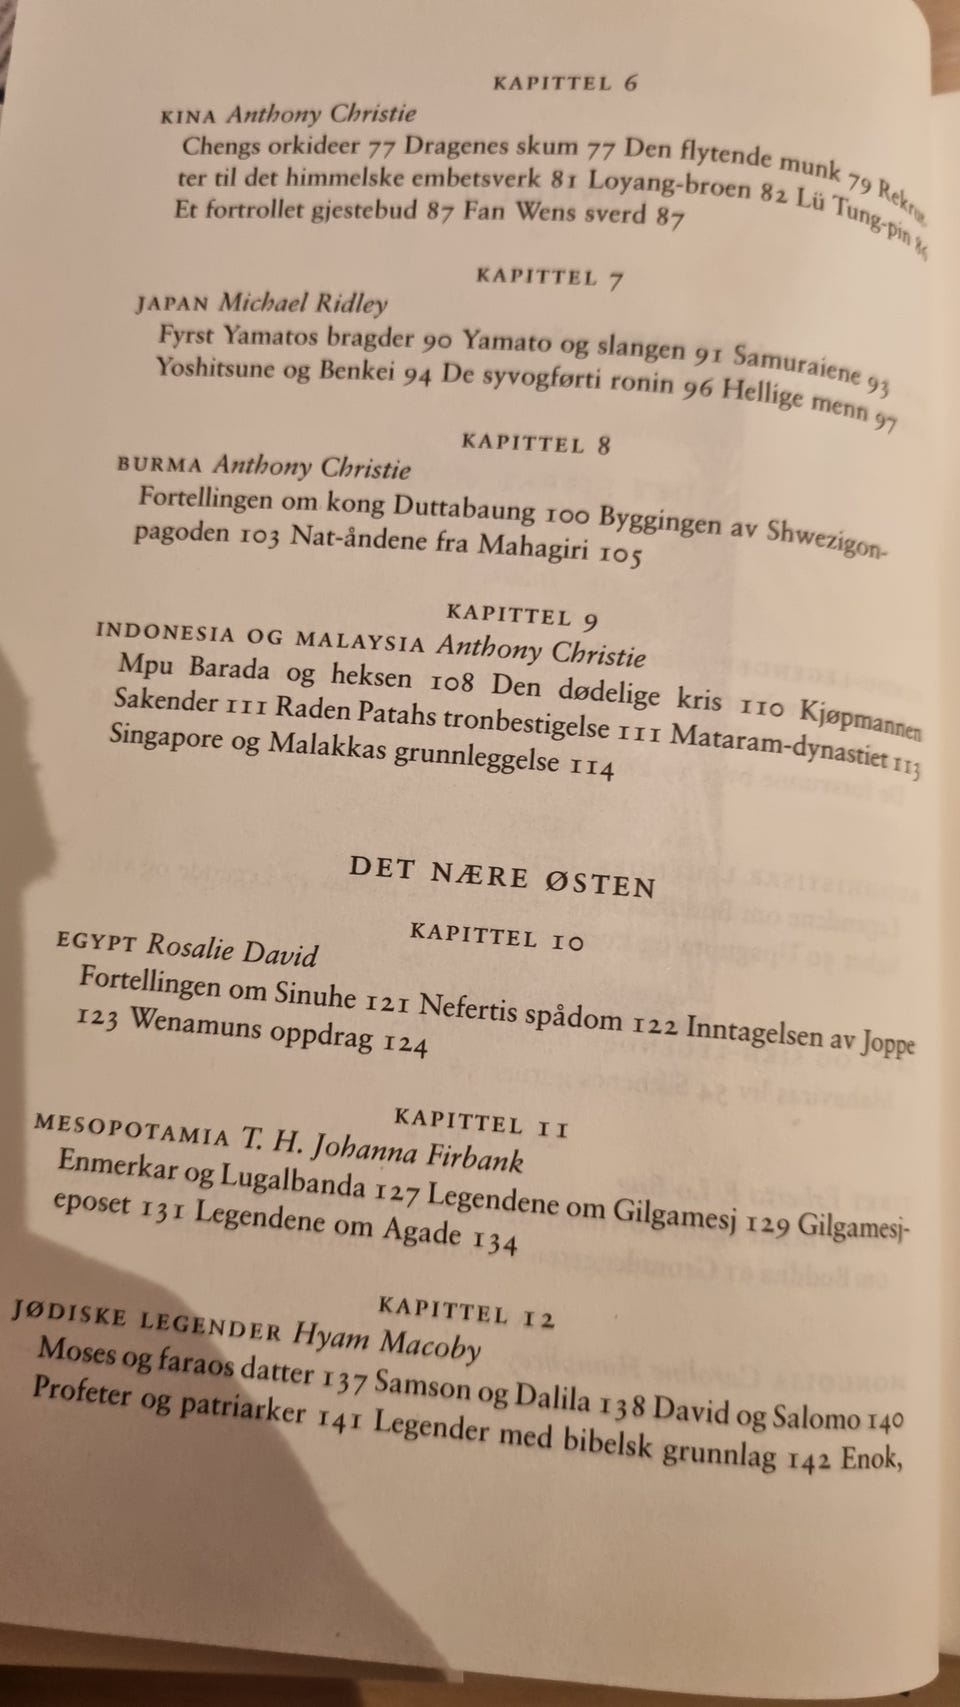 KAPITTEL 6
KINA Anthony Christie
Chengs orkideer 77 Dragenes skum 77 Den flytende munk 79 Rekrut-
ter til det himmelske embetsverk 81 Loyang-broen 82 Lü Tung-pin
Et fortrollet gjestebud 87 Fan Wens sverd 87
KAPITTEL 7
JAPAN Michael Ridley
Fyrst Yamatos bragder 90 Yamato og slangen 91 Samuraiene 93
Yoshitsune og Benkei 94 De syvogførti ronin 96 Hellige menn 97
KAPITTEL 8
BURMA Anthony Christie
Fortellingen om kong Duttabaung 100 Byggingen av Shwezigon-
pagoden 103 Nat-åndene fra Mahagiri 105
KAPITTEL 9
INDONESIA OG MALAYSIA Anthony Christie
Mpu Barada og heksen 108 Den dødelige kris 110 Kjøpmannen
Sakender 111 Raden Patahs tronbestigelse 111 Mataram-dynastiet 113
Singapore og Malakkas grunnleggelse 114
DET NÆRE ØSTEN
KAPITTEL 10
EGYPT Rosalie David
Fortellingen om Sinuhe 121 Nefertis spådom 122 Inntagelsen av Joppe
123 Wenamuns oppdrag 124
KAPITTEL 11
MESOPOTAMIA T. H. Johanna Firbank
Enmerkar og Lugalbanda 127 Legendene om Gilgamesj 129 Gilgamesj-
eposet 131 Legendene om Agade 134
KAPITTEL 12
JØDISKE LEGENDER Hyam Macoby
Moses og faraos datter 137 Samson og Dalila 138 David og Salomo 140
Profeter og patriarker 141 Legender med bibelsk grunnlag 142 Enok,